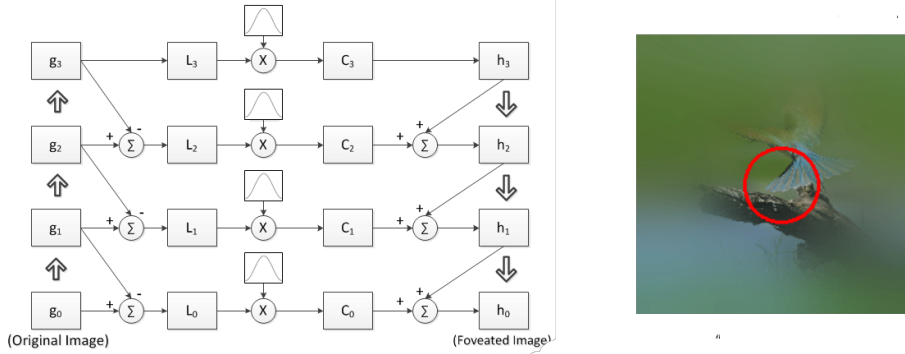 g₃ L₃ X C₃ h₃
- + +
g₂ + Σ L₂ X C₂ + Σ h₂
- +
g₁ + Σ L₁ X C₁ + Σ h₁
- +
g₀ + Σ L₀ X C₀ + Σ h₀
(Original Image) (Foveated Image)